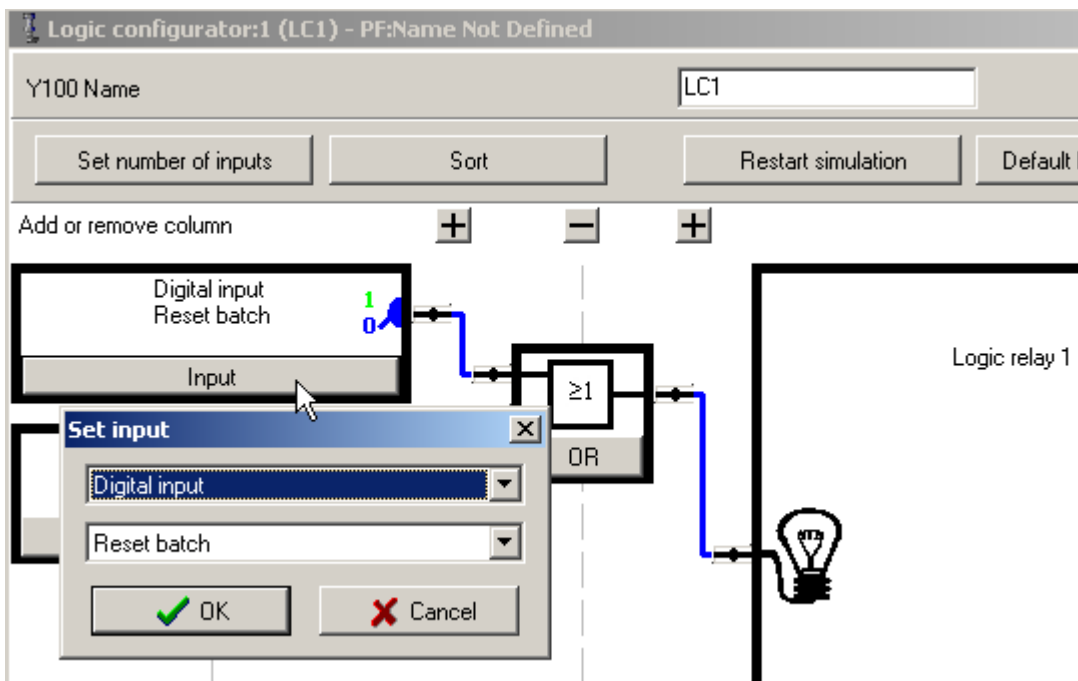 Logic configurator:1 (LC1) - PF:Name Not Defined
Y100 Name
LC1
Set number of inputs
Sort
Restart simulation
Default
Add or remove column
Digital input
Reset batch
1
0
Input
Logic relay 1
≥1
OR
Set input
Digital input
Reset batch
OK
Cancel